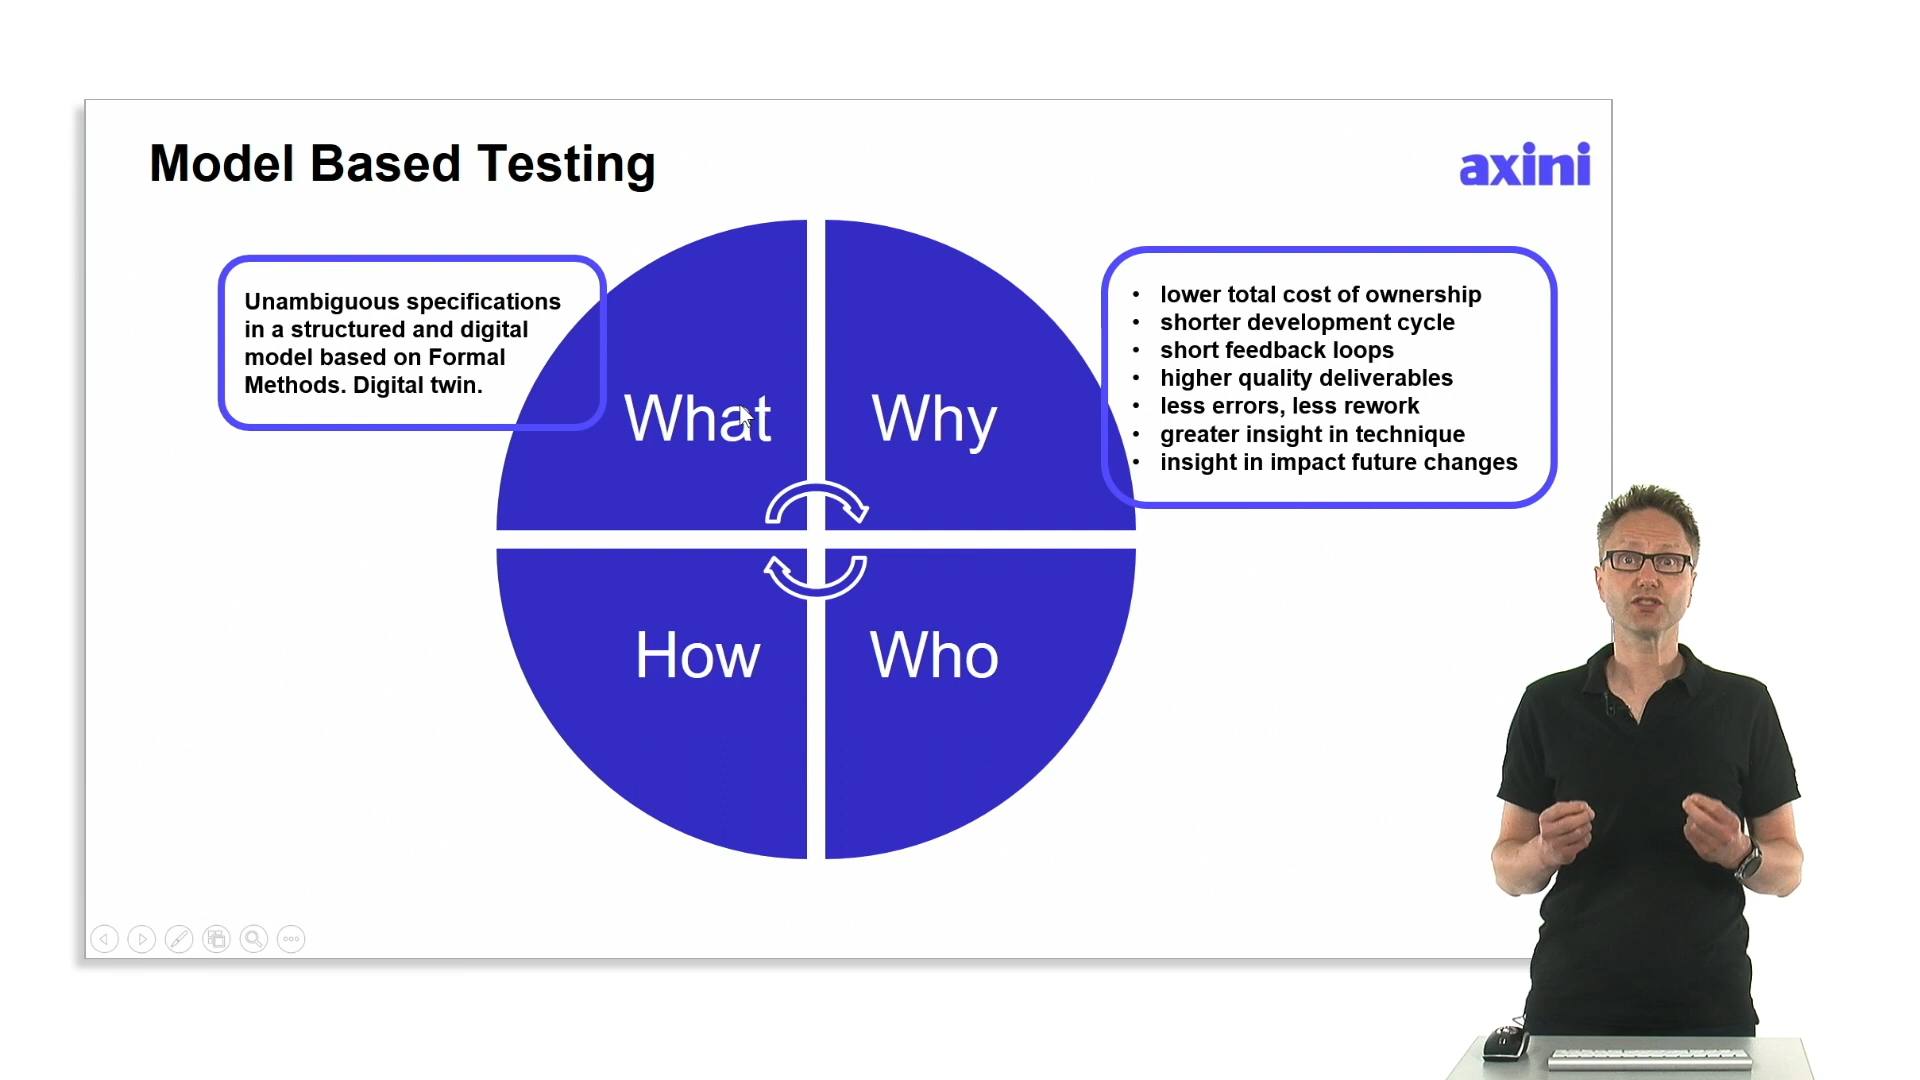 Model Based Testing
axini
Unambiguous specifications
in a structured and digital
model based on Formal
Methods. Digital twin.
• lower total cost of ownership
• shorter development cycle
• short feedback loops
• higher quality deliverables
• less errors, less rework
• greater insight in technique
• insight in impact future changes
What
Why
How
Who